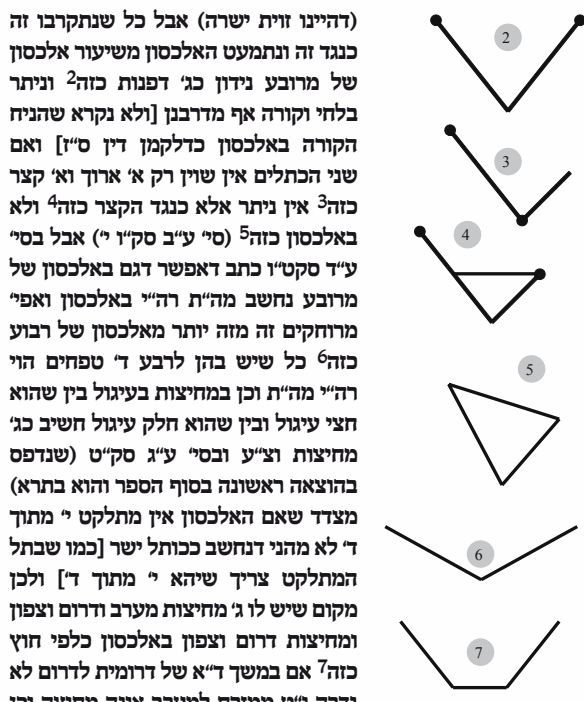 (דהיינו זוית ישרה) אבל כל שנתקרבו זה
כנגד זה ונתמעט האלכסון משיעור אלכסון
של מרובע נידון כג׳ דפנות כזה2 וניתר
בלחי וקורה אף מדרבנן [ולא נקרא שהניח
הקורה באלכסון כדלקמן דין ס״ז] ואם
שני הכתלים אין שוין רק א׳ ארוך וא׳ קצר
כזה3 אין ניתר אלא כנגד הקצר כזה4 ולא
באלכסון כזה5 (סי׳ ע״ב סק״ו י׳) אבל בסי׳
ע״ד סקט״ו כתב דאפשר דגם באלכסון של
מרובע נחשב מה״ת רה״י באלכסון ואפי׳
מרוחקים זה מזה יותר מאלכסון של רבוע
כזה6 כל שיש בהן לרבע ד׳ טפחים הוי
רה״י מה״ת וכן במחיצות בעיגול בין שהוא
חצי עיגול ובין שהוא חלק עיגול חשיב כג׳
מחיצות וצ״ע ובסי׳ ע״ג סק״ט (שנדפס
בהוצאה ראשונה בסוף הספר והוא בתרא)
מצדד שאם האלכסון אין מתלקט י׳ מתוך
ד׳ לא מהני דנחשב ככותל ישר [כמו שבתל
המתלקט צריך שיהא י׳ מתוך ד׳] ולכן
מקום שיש לו ג׳ מחיצות מערב ודרום וצפון
ומחיצות דרום וצפון באלכסון כלפי חוץ
כזה7 אם במשך ד״א של דרומית לדרום לא
2
3
4
5
6
7